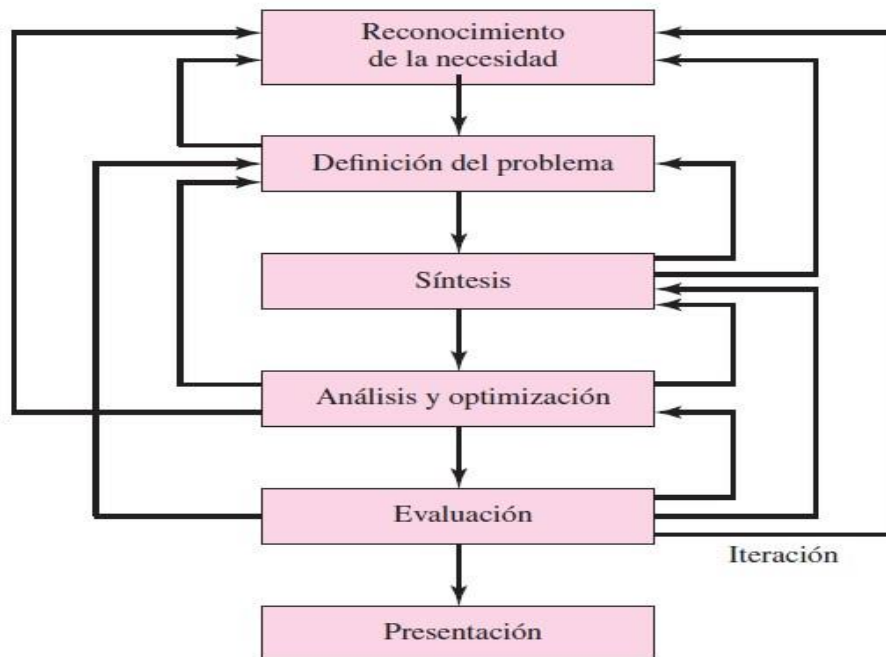 Reconocimiento
de la necesidad
Definición del problema
Síntesis
Análisis y optimización
Evaluación
Iteración
Presentación